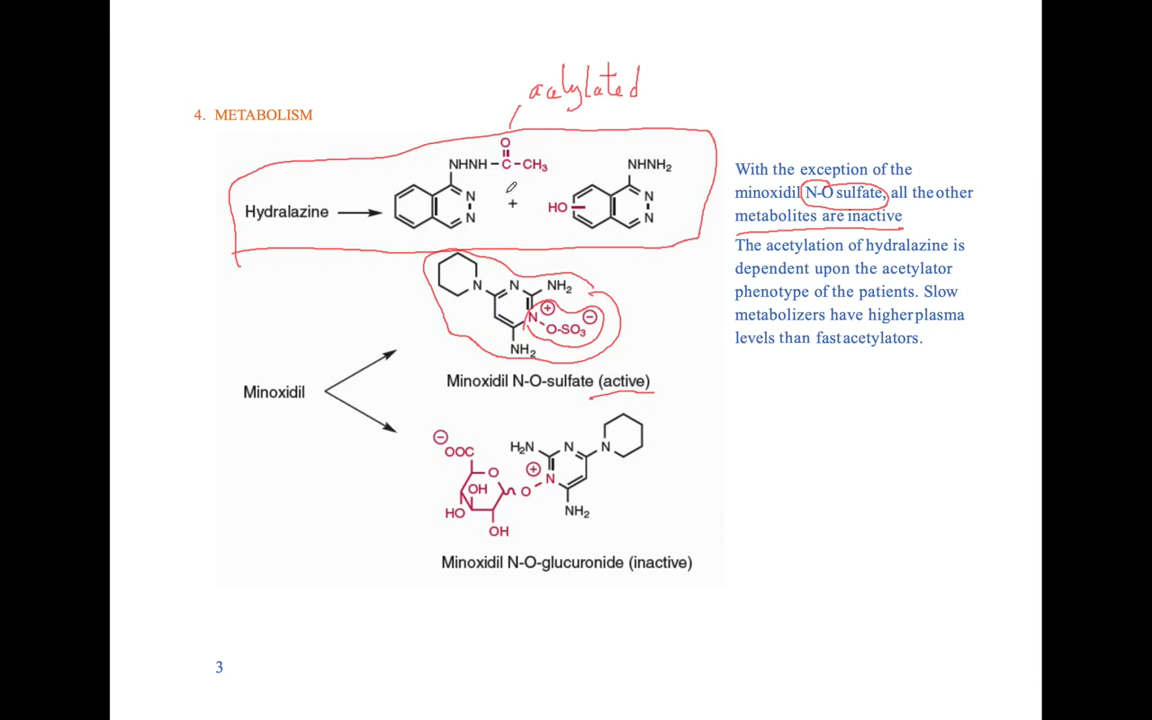 acelylated
4. METABOLISM
O
NHNH-C-CH3
NHNH2
N
N
Hydralazine
+
HO
N
N
N
N
NH2
N
+
-
O-SO3
NH2
Minoxidil N-O-sulfate (active)
Minoxidil
-
OOC
O
OH
HO
OH
O
H2N
N
N
+
N
NH2
Minoxidil N-O-glucuronide (inactive)
With the exception of the
minoxidil N-O sulfate, all the other
metabolites are inactive
The acetylation of hydralazine is
dependent upon the acetylator
phenotype of the patients. Slow
metabolizers have higher plasma
levels than fast acetylators.
3